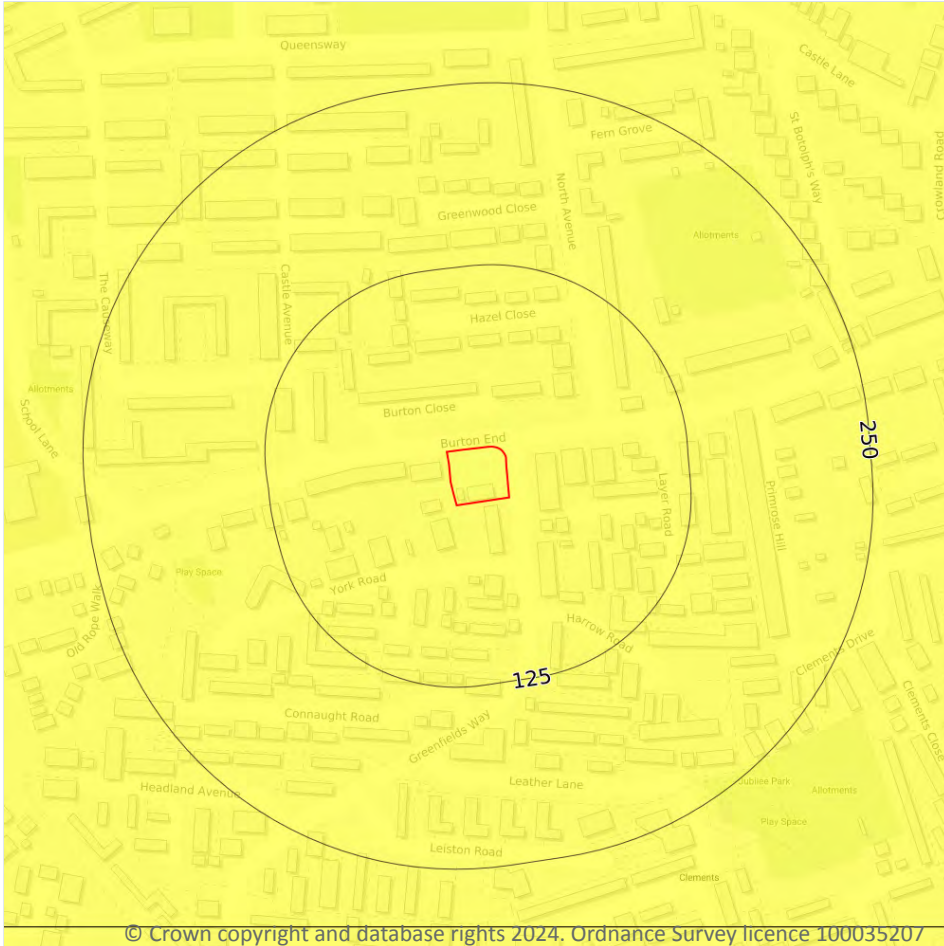 Queensway
Castle Lane
Fern Grove
St Botolph's Way
Crowland Road
North Avenue
Greenwood Close
Allotments
The Causeway
Castle Avenue
Hazel Close
Allotments
School Lane
Burton Close
Burton End
250
Layer Road
Primrose Hill
Play Space
York Road
Old Rope Walk
Harrow Road
Clements Drive
125
Clements Close
Connaught Road
Greenfields Way
Leather Lane
Jubilee Park
Headland Avenue
Allotments
Play Space
Leiston Road
Clements
© Crown copyright and database rights 2024. Ordnance Survey licence 100035207